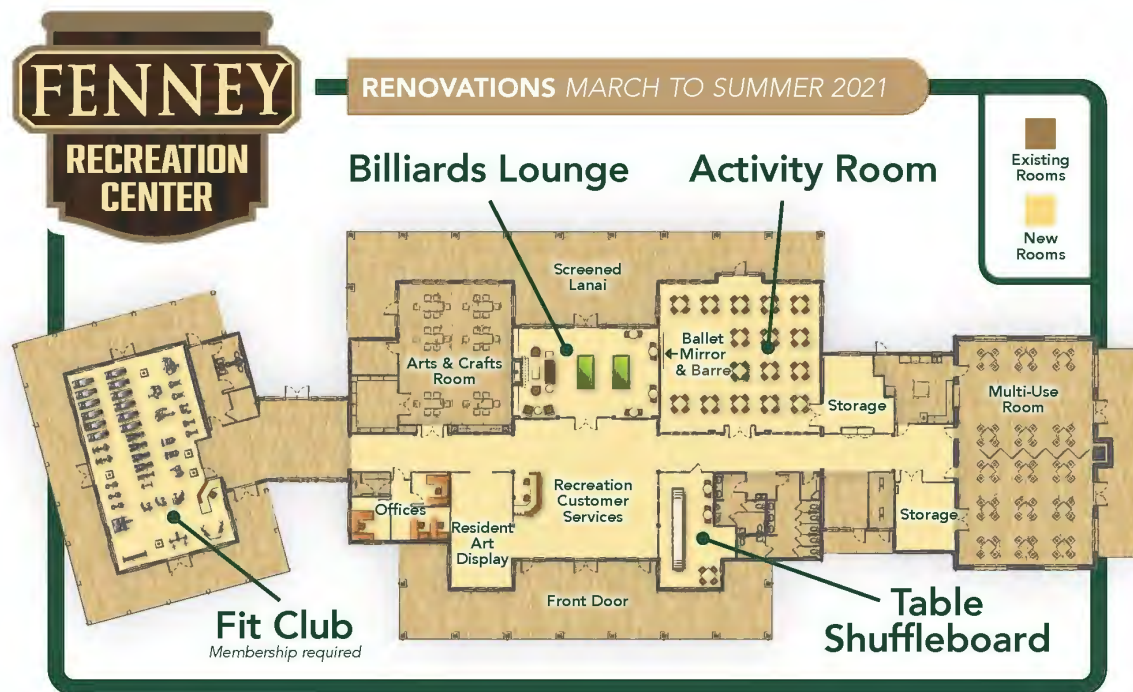 FENNEY
RECREATION
CENTER
RENOVATIONS MARCH TO SUMMER 2021
Existing
Rooms
New
Rooms
Billiards Lounge
Activity Room
Screened
Lanai
Arts & Crafts
Room
Ballet
Mirror
& Barre
Storage
Multi-Use
Room
Offices
Resident
Art
Display
Recreation
Customer
Services
Storage
Front Door
Fit Club
Membership required
Table
Shuffleboard